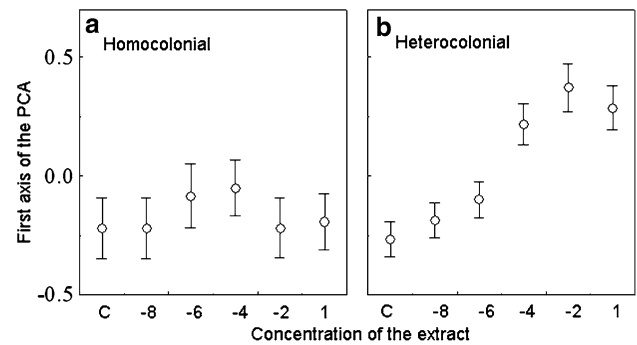 a
Homocolonial
b
Heterocolonial
First axis of the PCA
0.5
0.0
-0.5
C -8 -6 -4 -2 1
C -8 -6 -4 -2 1
Concentration of the extract